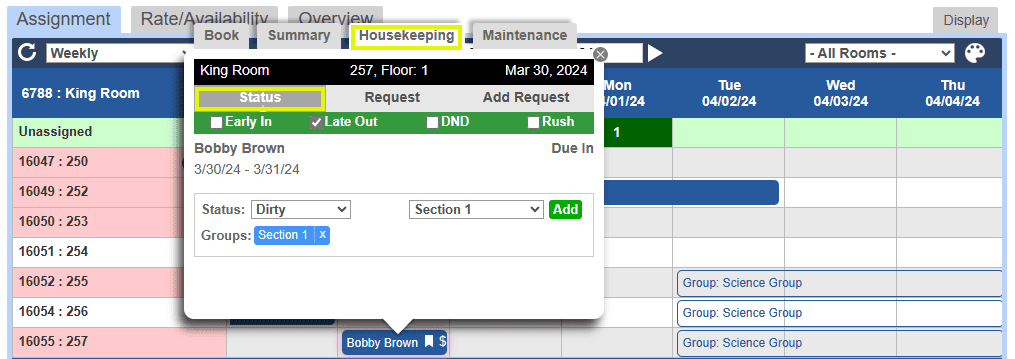 Assignment Rate/Availability Overview Display
Book Summary Housekeeping Maintenance
Weekly - All Rooms -
King Room 257, Floor: 1 Mar 30, 2024
6788 : King Room
Mon Tue Wed Thu
/01/24 04/02/24 04/03/24 04/04/24
Status Request Add Request
Early In Late Out DND Rush
Unassigned 1
Bobby Brown Due In
3/30/24 - 3/31/24
16047 : 250
16049 : 252
Status: Dirty Section 1 Add
16050 : 253
Groups: Section 1 x
16051 : 254
16052 : 255 Group: Science Group
16054 : 256 Group: Science Group
16055 : 257 Bobby Brown $ Group: Science Group